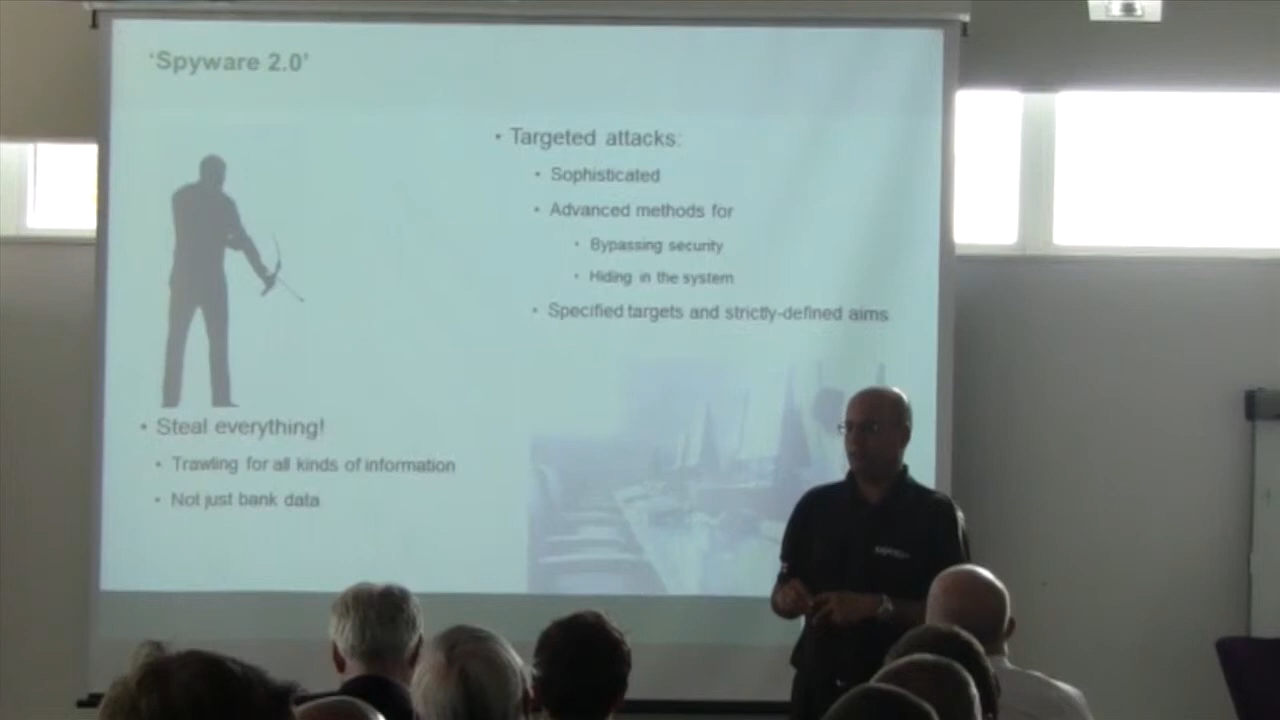 ‘Spyware 2.0’
• Targeted attacks:
• Sophisticated
• Advanced methods for
• Bypassing security
• Hiding in the system
• Specified targets and strictly-defined aims
• Steal everything!
• Trawling for all kinds of information
• Not just bank data